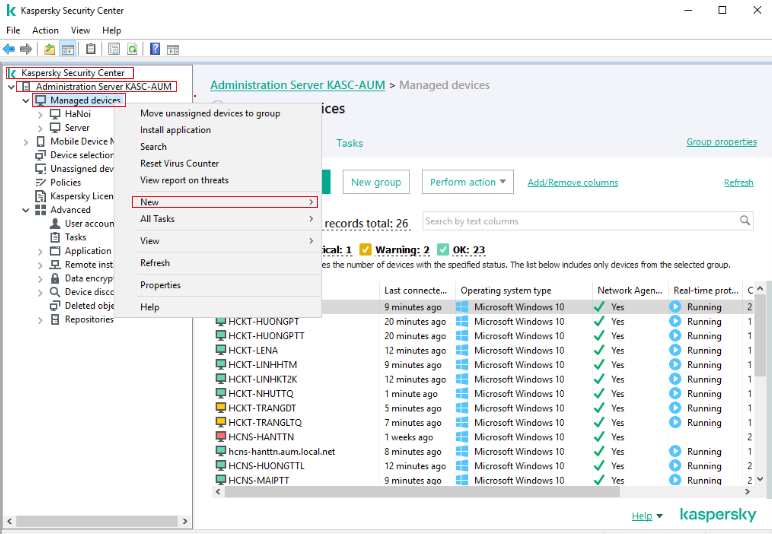 Kaspersky Security Center
File Action View Help
Kaspersky Security Center
Administration Server KASC-AUM
Managed devices
HaNoi
Server
Mobile Device M
Device selection
Unassigned dev
Policies
Kaspersky Licen
Advanced
User accoun
Tasks
Application
Remote inst
Data encryp
Device disco
Deleted obje
Repositories
Move unassigned devices to group
Install application
Search
Reset Virus Counter
View report on threats
New
All Tasks
View
Refresh
Properties
Help
Administration Server KASC-AUM > Managed devices
ices
Tasks
Group properties
New group Perform action Add/Remove columns Refresh
records total: 26 Search by text columns
ical: 1 Warning: 2 OK: 23
es the number of devices with the specified status. The list below includes only devices from the selected group.
Last connecte... Operating system type Network Agen... Real-time prot... C
9 minutes ago Microsoft Windows 10 Yes Running 2
HCKT-HUONGPT 20 minutes ago Microsoft Windows 10 Yes Running 1
HCKT-HUONGPTT 20 minutes ago Microsoft Windows 10 Yes Running 2
HCKT-LENA 12 minutes ago Microsoft Windows 10 Yes Running 1
HCKT-LINHHTM 9 minutes ago Microsoft Windows 10 Yes Running 1
HCKT-LINHKT2K 12 minutes ago Microsoft Windows 10 Yes Running 1
HCKT-NHUTTQ 1 minute ago Microsoft Windows 10 Yes Running 1
HCKT-TRANGDT 5 minutes ago Microsoft Windows 10 Yes Running 1
HCKT-TRANGLTQ 7 minutes ago Microsoft Windows 10 Yes Running 1
HCNS-HANTTN 1 weeks ago Microsoft Windows 10 Yes 2
hcns-hanttn.aum.local.net 8 minutes ago Microsoft Windows 10 Yes Running 2
HCNS-HUONGTTL 12 minutes ago Microsoft Windows 10 Yes Running 2
HCNS-MAIPTT 9 minutes ago Microsoft Windows 10 Yes Running 2
Help kaspersky